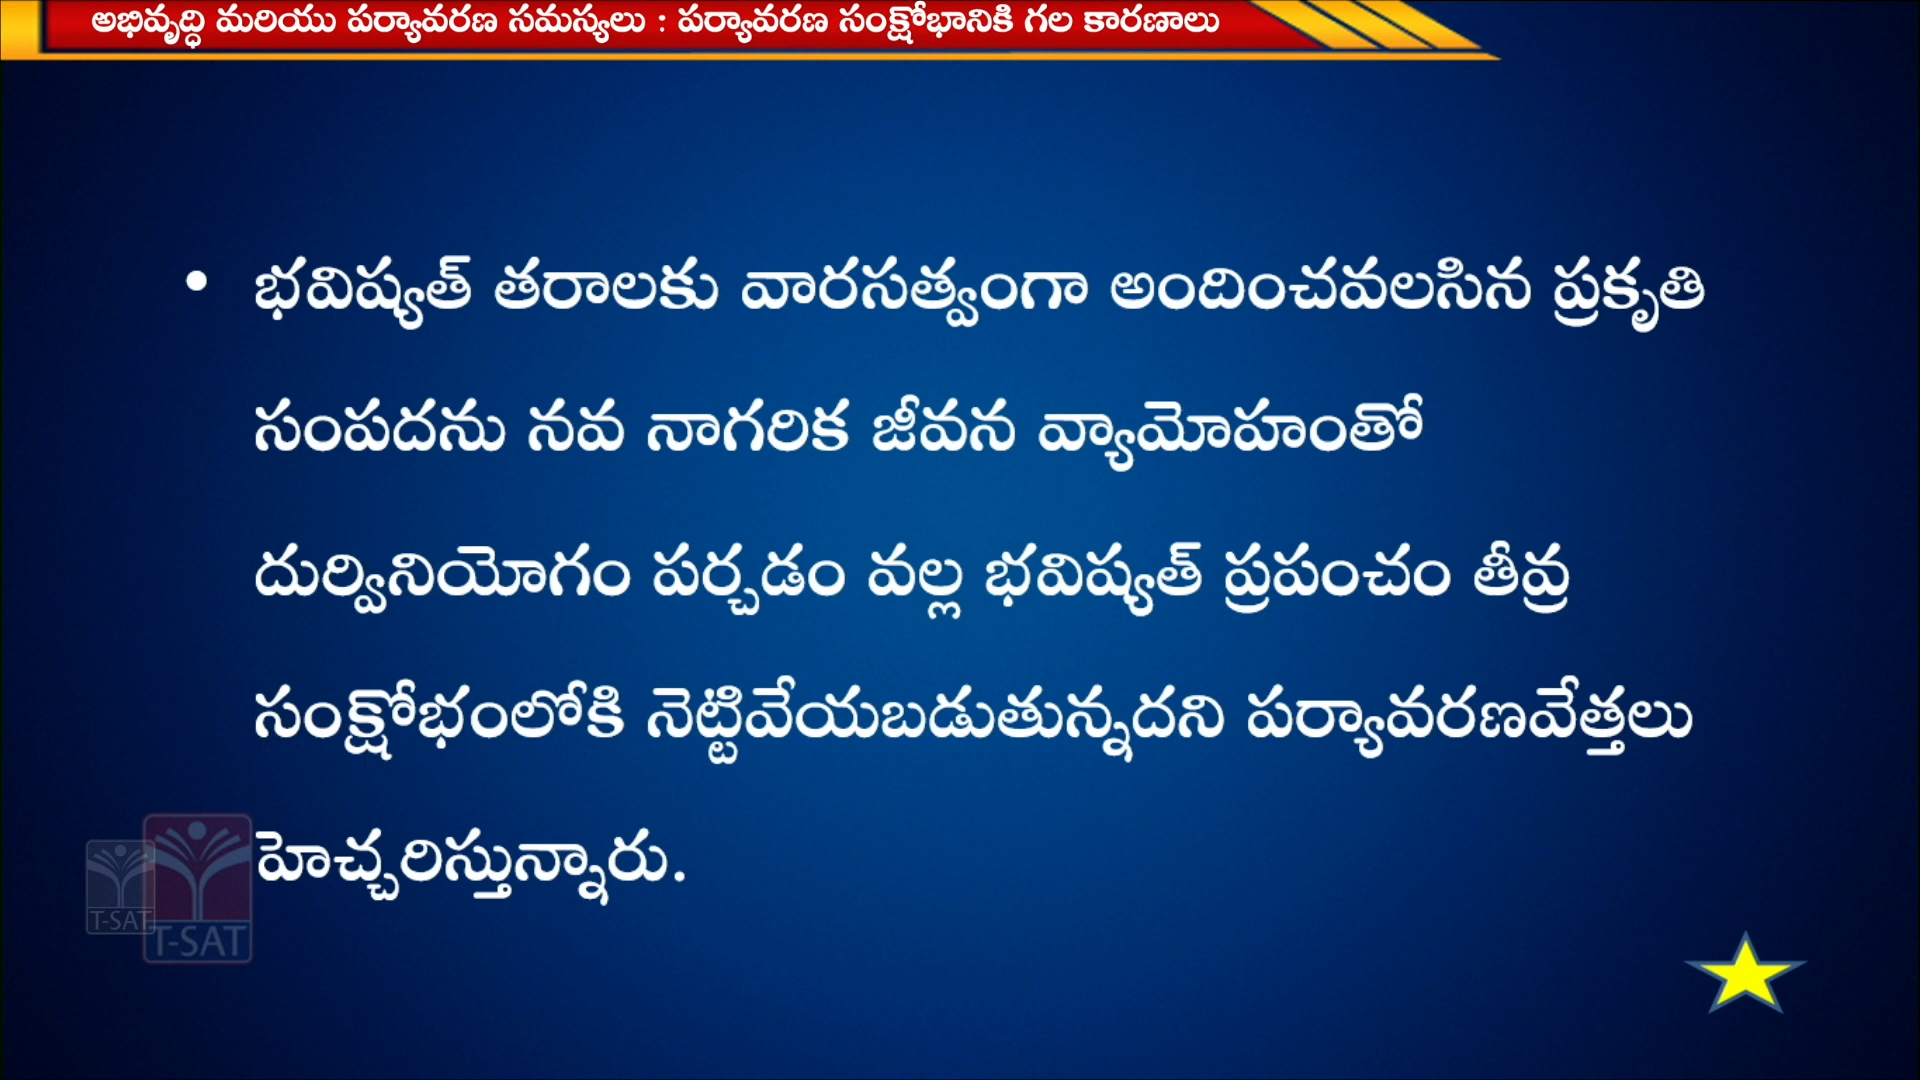 అభివృద్ధి మరియు పర్యావరణ సమస్యలు : పర్యావరణ సంక్షోభానికి గల కారణాలు
• భవిష్యత్ తరాలకు వారసత్వంగా అందించవలసిన ప్రకృతి
సంపదను నవ నాగరిక జీవన వ్యామోహంతో
దుర్వినియోగం పర్చడం వల్ల భవిష్యత్ ప్రపంచం తీవ్ర
సంక్షోభంలోకి నెట్టివేయబడుతున్నదని పర్యావరణవేత్తలు
హెచ్చరిస్తున్నారు.
T-SAT
T-SAT